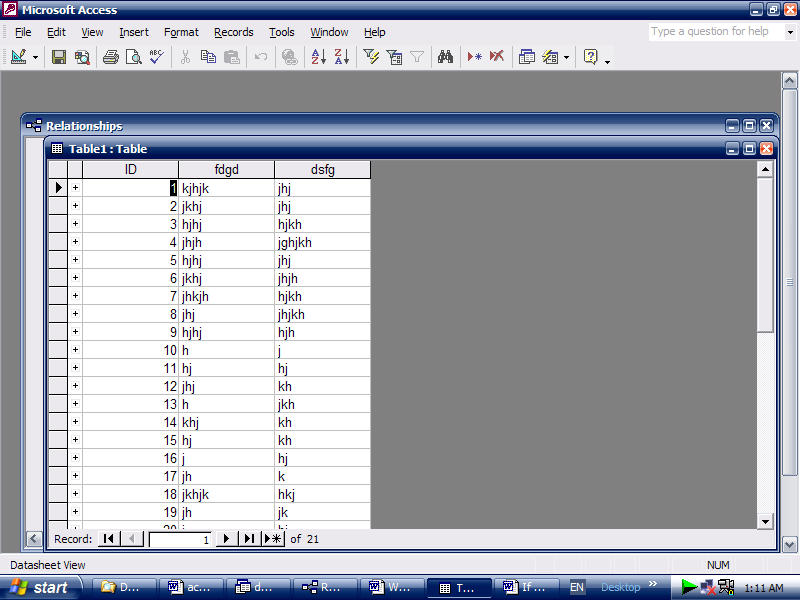 Microsoft Access
File Edit View Insert Format Records Tools Window Help Type a question for help
Relationships
Table1 : Table
ID fdgd dsfg
1 kjhjk jhj
2 jkhj jhj
3 hjhj hjkh
4 jhjh jghjkh
5 hjhj jhj
6 jkhj jhjh
7 jhkjh hjkh
8 jhj jhjkh
9 hjhj hjh
10 h j
11 hj hj
12 jhj kh
13 h jkh
14 khj kh
15 hj kh
16 j hj
17 jh k
18 jkhjk hkj
19 jh jk
Record: 1 of 21
Datasheet View NUM
start D... ac... d... R... W... T... If ... EN Desktop » 1:11 AM